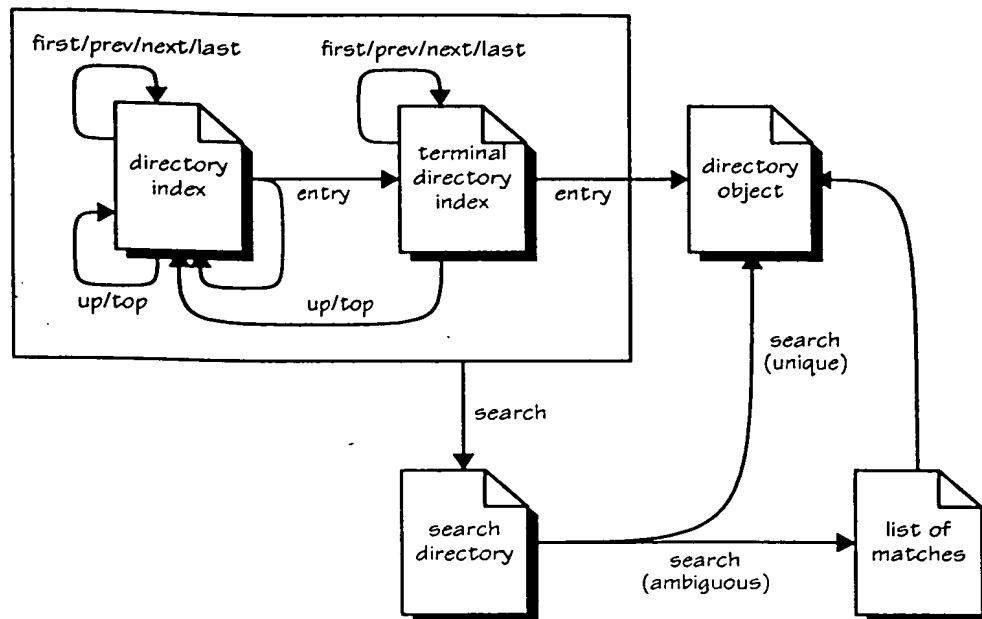 first/prev/next/last
first/prev/next/last
directory
index
terminal
directory
index
directory
object
entry
entry
up/top
up/top
search
(unique)
search
search
directory
search
(ambiguous)
list of
matches